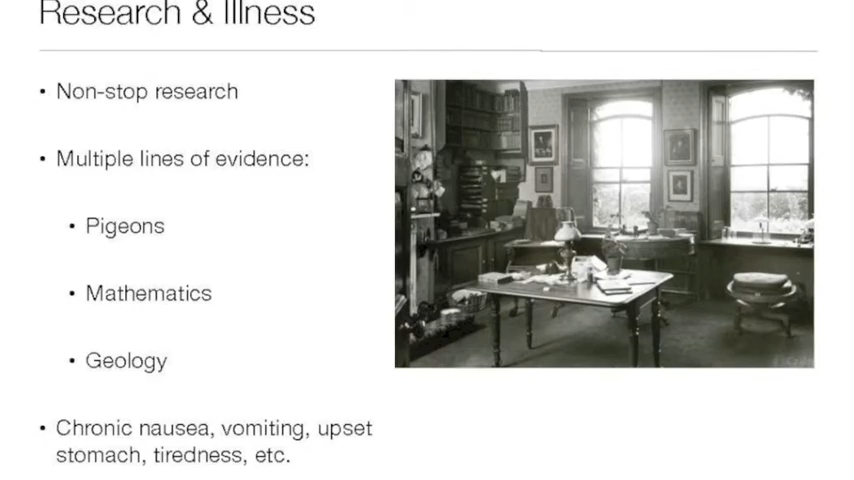 Research & Illness
• Non-stop research
• Multiple lines of evidence:
• Pigeons
• Mathematics
• Geology
• Chronic nausea, vomiting, upset
stomach, tiredness, etc.